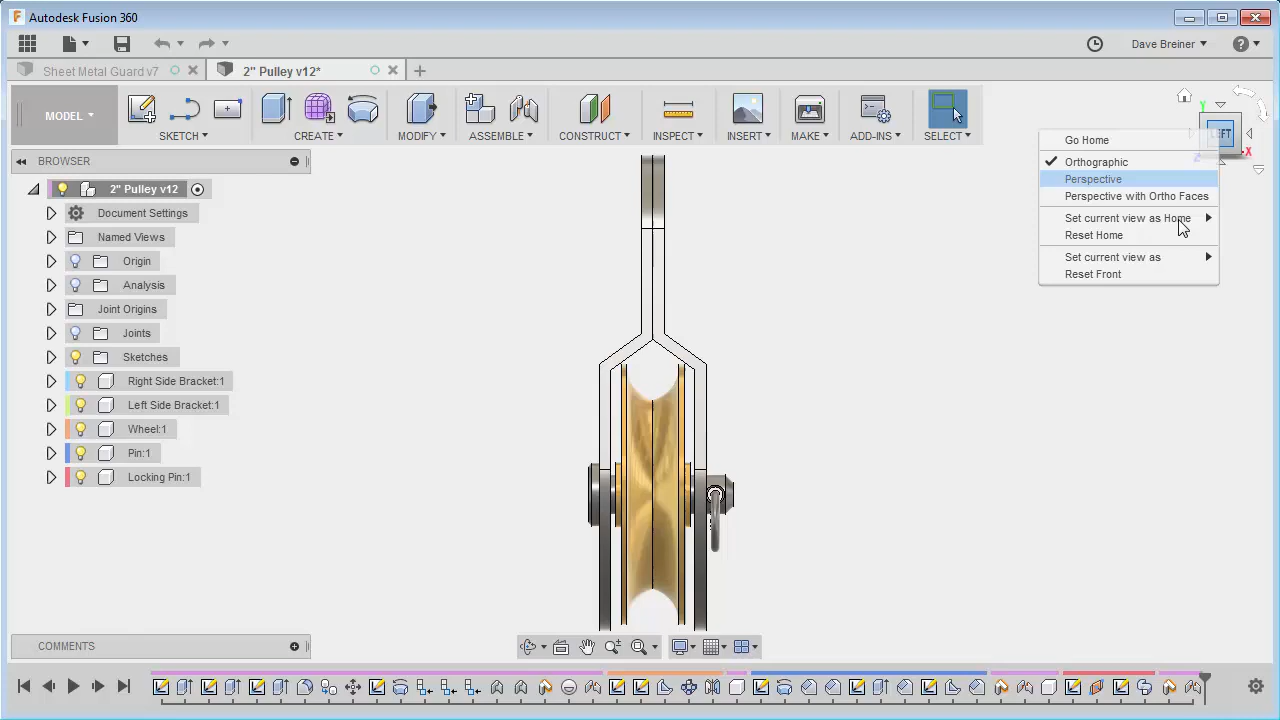 Autodesk Fusion 360
Dave Breiner
Sheet Metal Guard v7
2" Pulley v12*
MODEL
SKETCH
CREATE
MODIFY
ASSEMBLE
CONSTRUCT
INSPECT
INSERT
MAKE
ADD-INS
SELECT
Y
LEFT
X
Z
BROWSER
2" Pulley v12
Document Settings
Named Views
Origin
Analysis
Joint Origins
Joints
Sketches
Right Side Bracket:1
Left Side Bracket:1
Wheel:1
Pin:1
Locking Pin:1
Go Home
Orthographic
Perspective
Perspective with Ortho Faces
Set current view as Home
Reset Home
Set current view as
Reset Front
COMMENTS